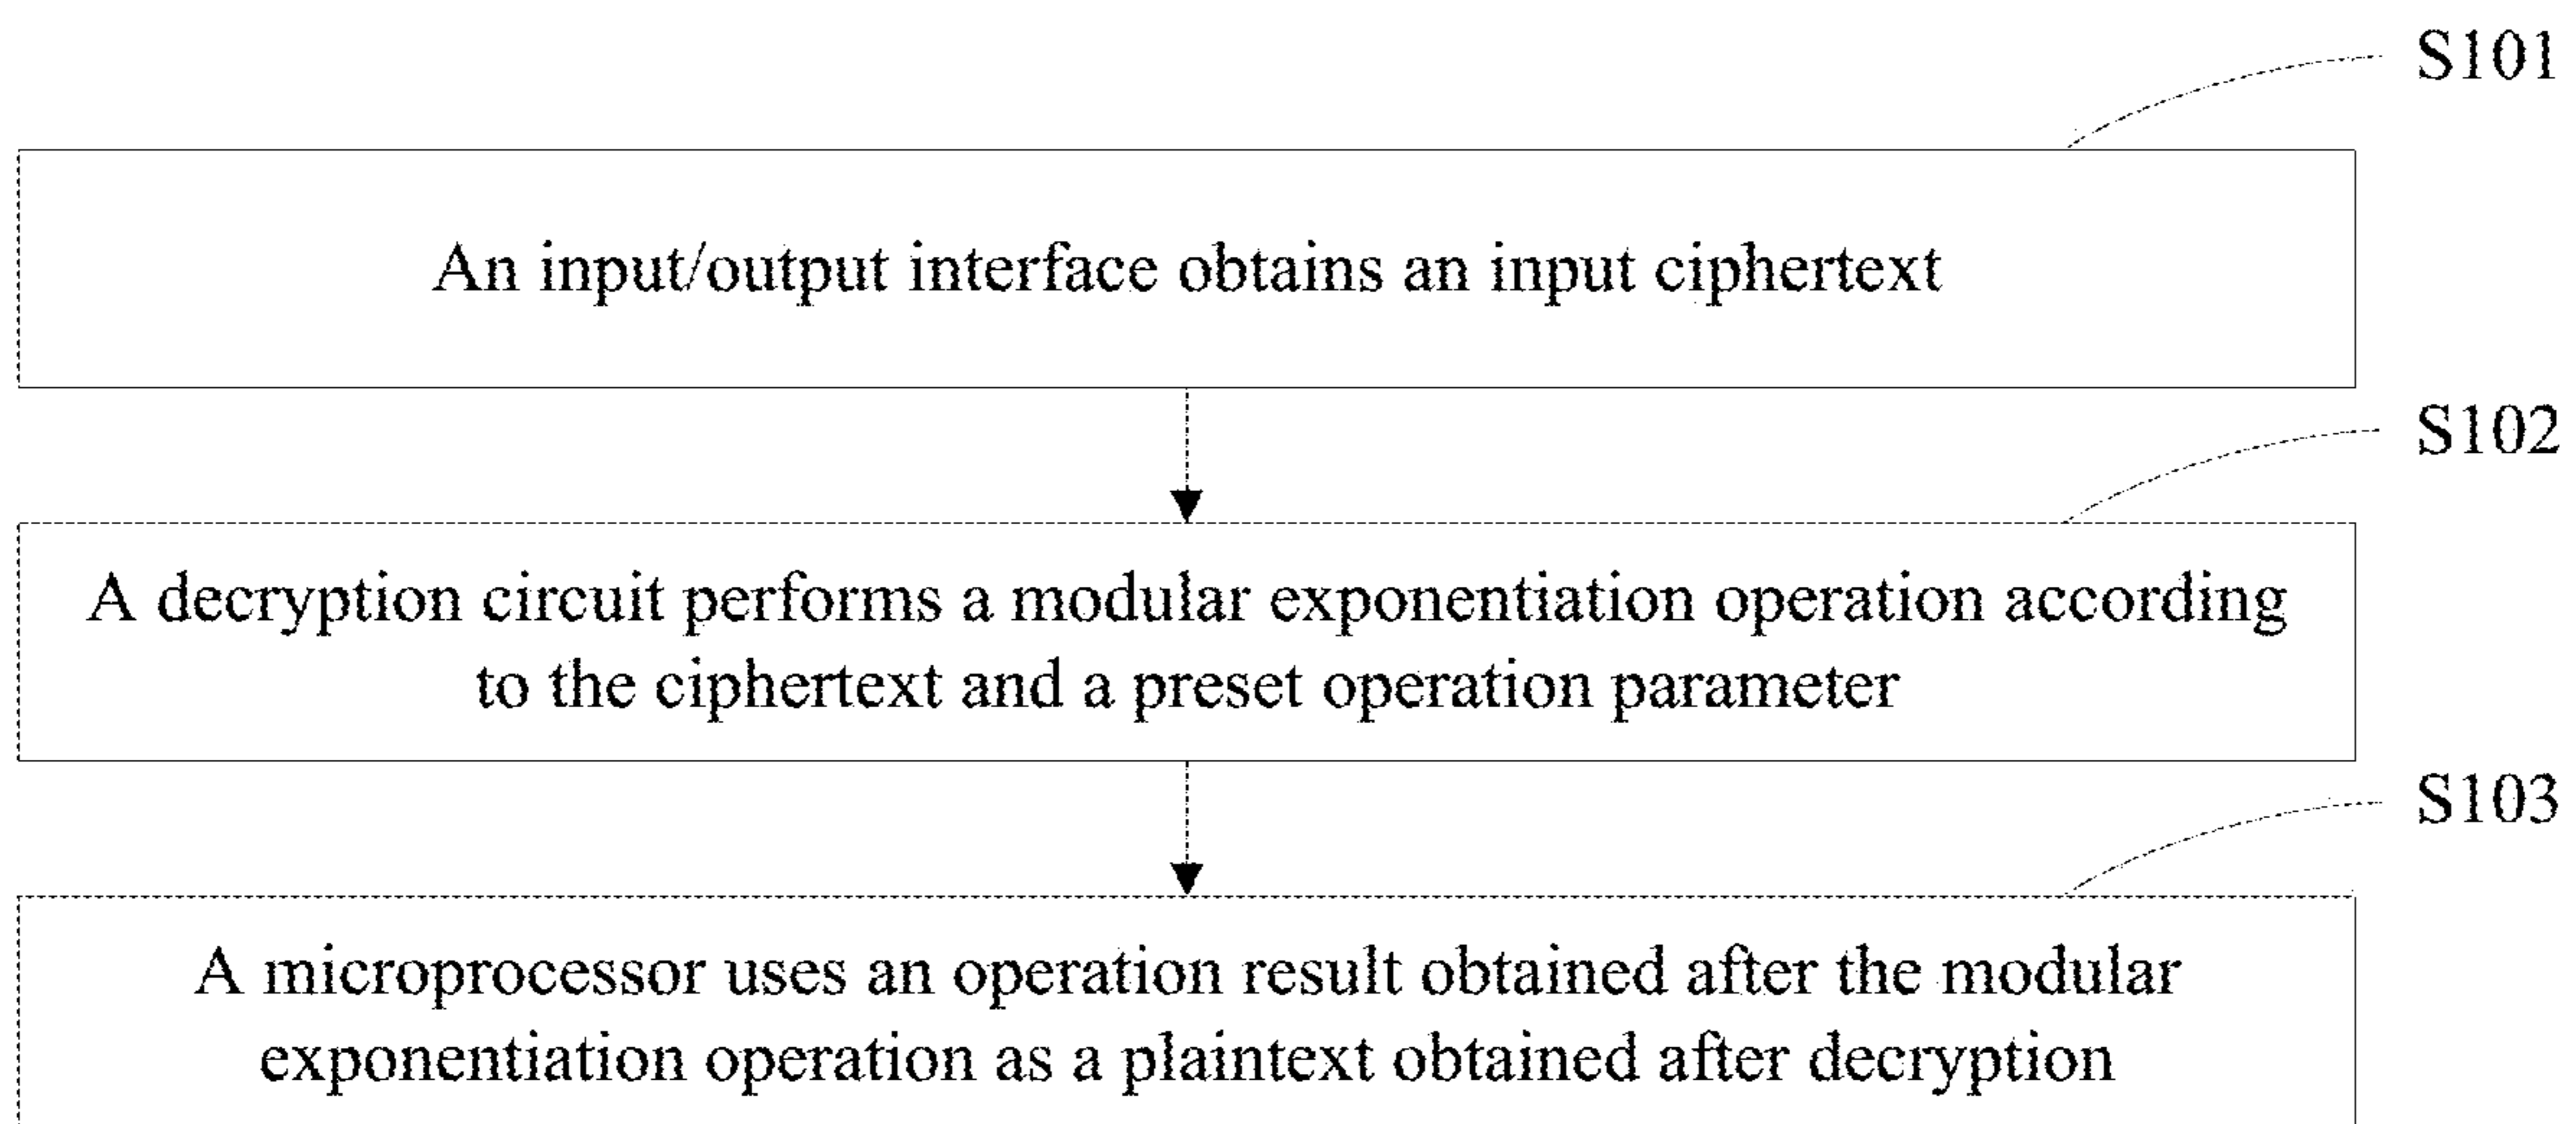 S101
An input/output interface obtains an input ciphertext
S102
A decryption circuit performs a modular exponentiation operation according
to the ciphertext and a preset operation parameter
S103
A microprocessor uses an operation result obtained after the modular
exponentiation operation as a plaintext obtained after decryption